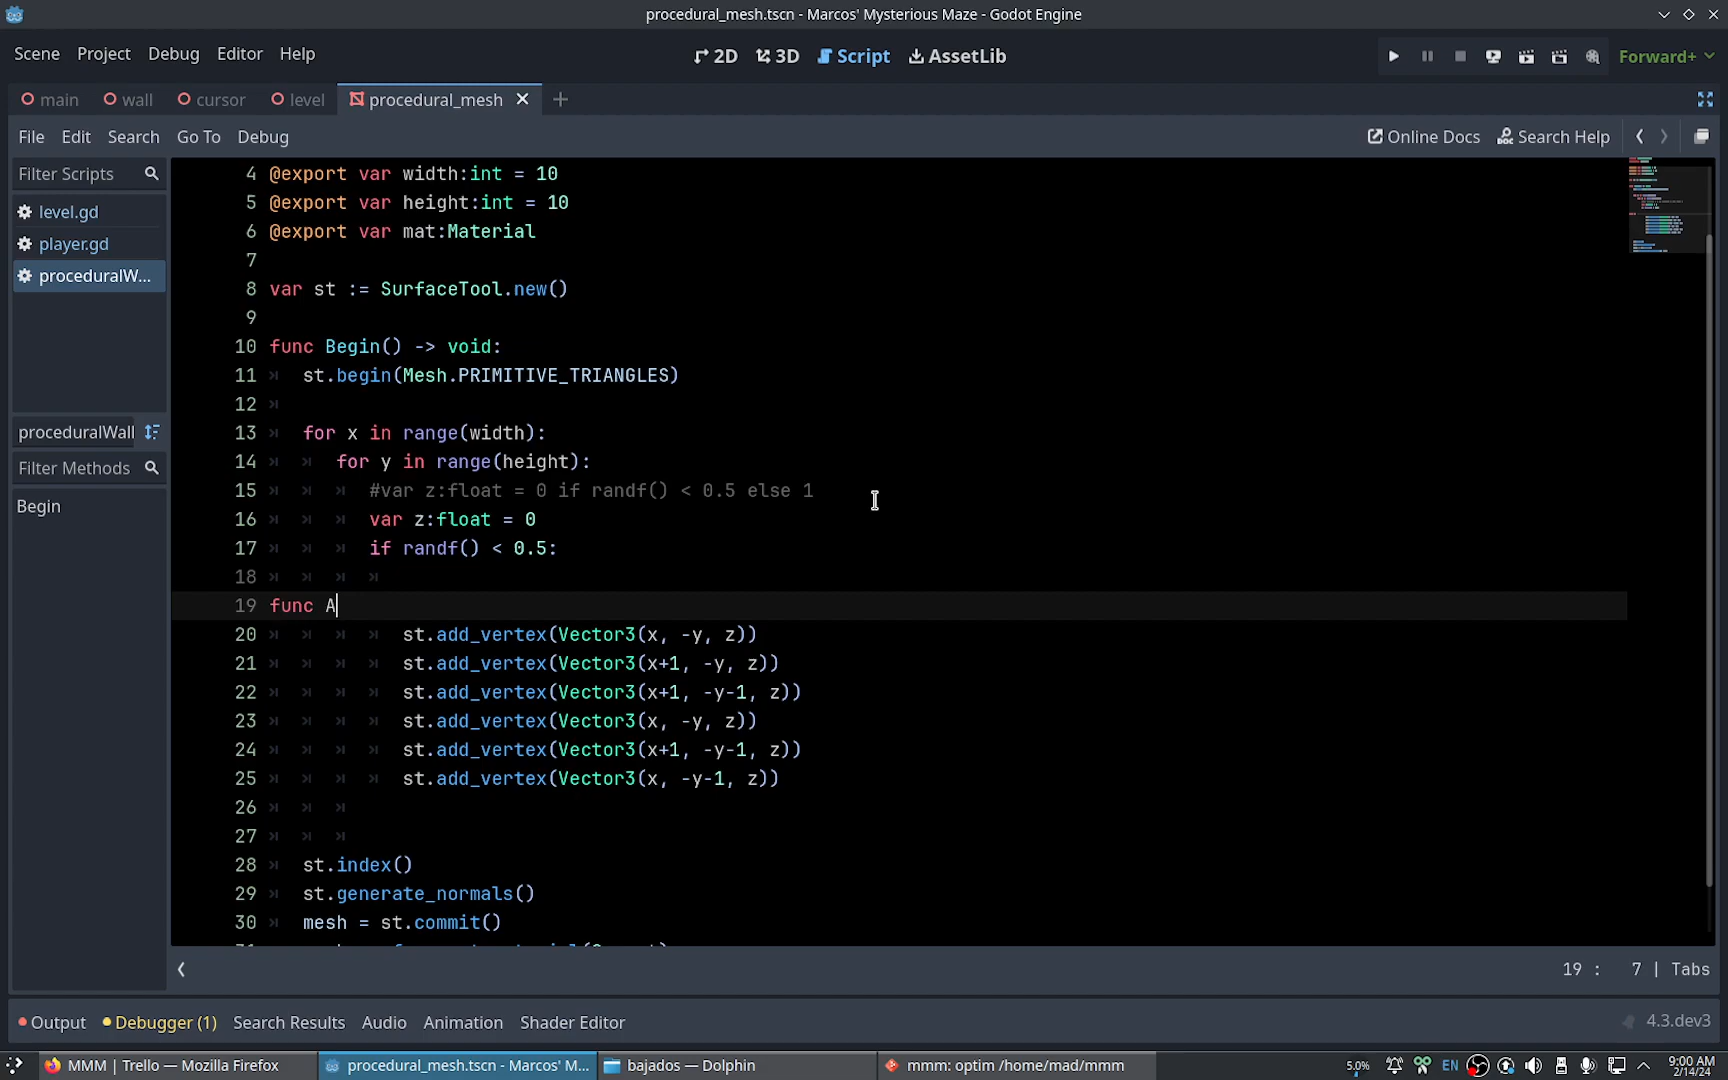 procedural_mesh.tscn - Marcos' Mysterious Maze - Godot Engine
Scene Project Debug Editor Help
2D 3D Script AssetLib
Forward+
main wall cursor level procedural_mesh
File Edit Search Go To Debug
Online Docs Search Help
Filter Scripts
level.gd
player.gd
proceduralW...
proceduralWall
Filter Methods
Begin
4 @export var width:int = 10
5 @export var height:int = 10
6 @export var mat:Material
7
8 var st := SurfaceTool.new()
9
10 func Begin() -> void:
11 st.begin(Mesh.PRIMITIVE_TRIANGLES)
12
13 for x in range(width):
14 for y in range(height):
15 #var z:float = 0 if randf() < 0.5 else 1
16 var z:float = 0
17 if randf() < 0.5:
18
19 func A
20 st.add_vertex(Vector3(x, -y, z))
21 st.add_vertex(Vector3(x+1, -y, z))
22 st.add_vertex(Vector3(x+1, -y-1, z))
23 st.add_vertex(Vector3(x, -y, z))
24 st.add_vertex(Vector3(x+1, -y-1, z))
25 st.add_vertex(Vector3(x, -y-1, z))
26
27
28 st.index()
29 st.generate_normals()
30 mesh = st.commit()
19 : 7 | Tabs
Output Debugger (1) Search Results Audio Animation Shader Editor
4.3.dev3
MMM | Trello — Mozilla Firefox
procedural_mesh.tscn - Marcos' M...
bajados — Dolphin
mmm: optim /home/mad/mmm
5.0%
EN
9:00 AM
2/14/24